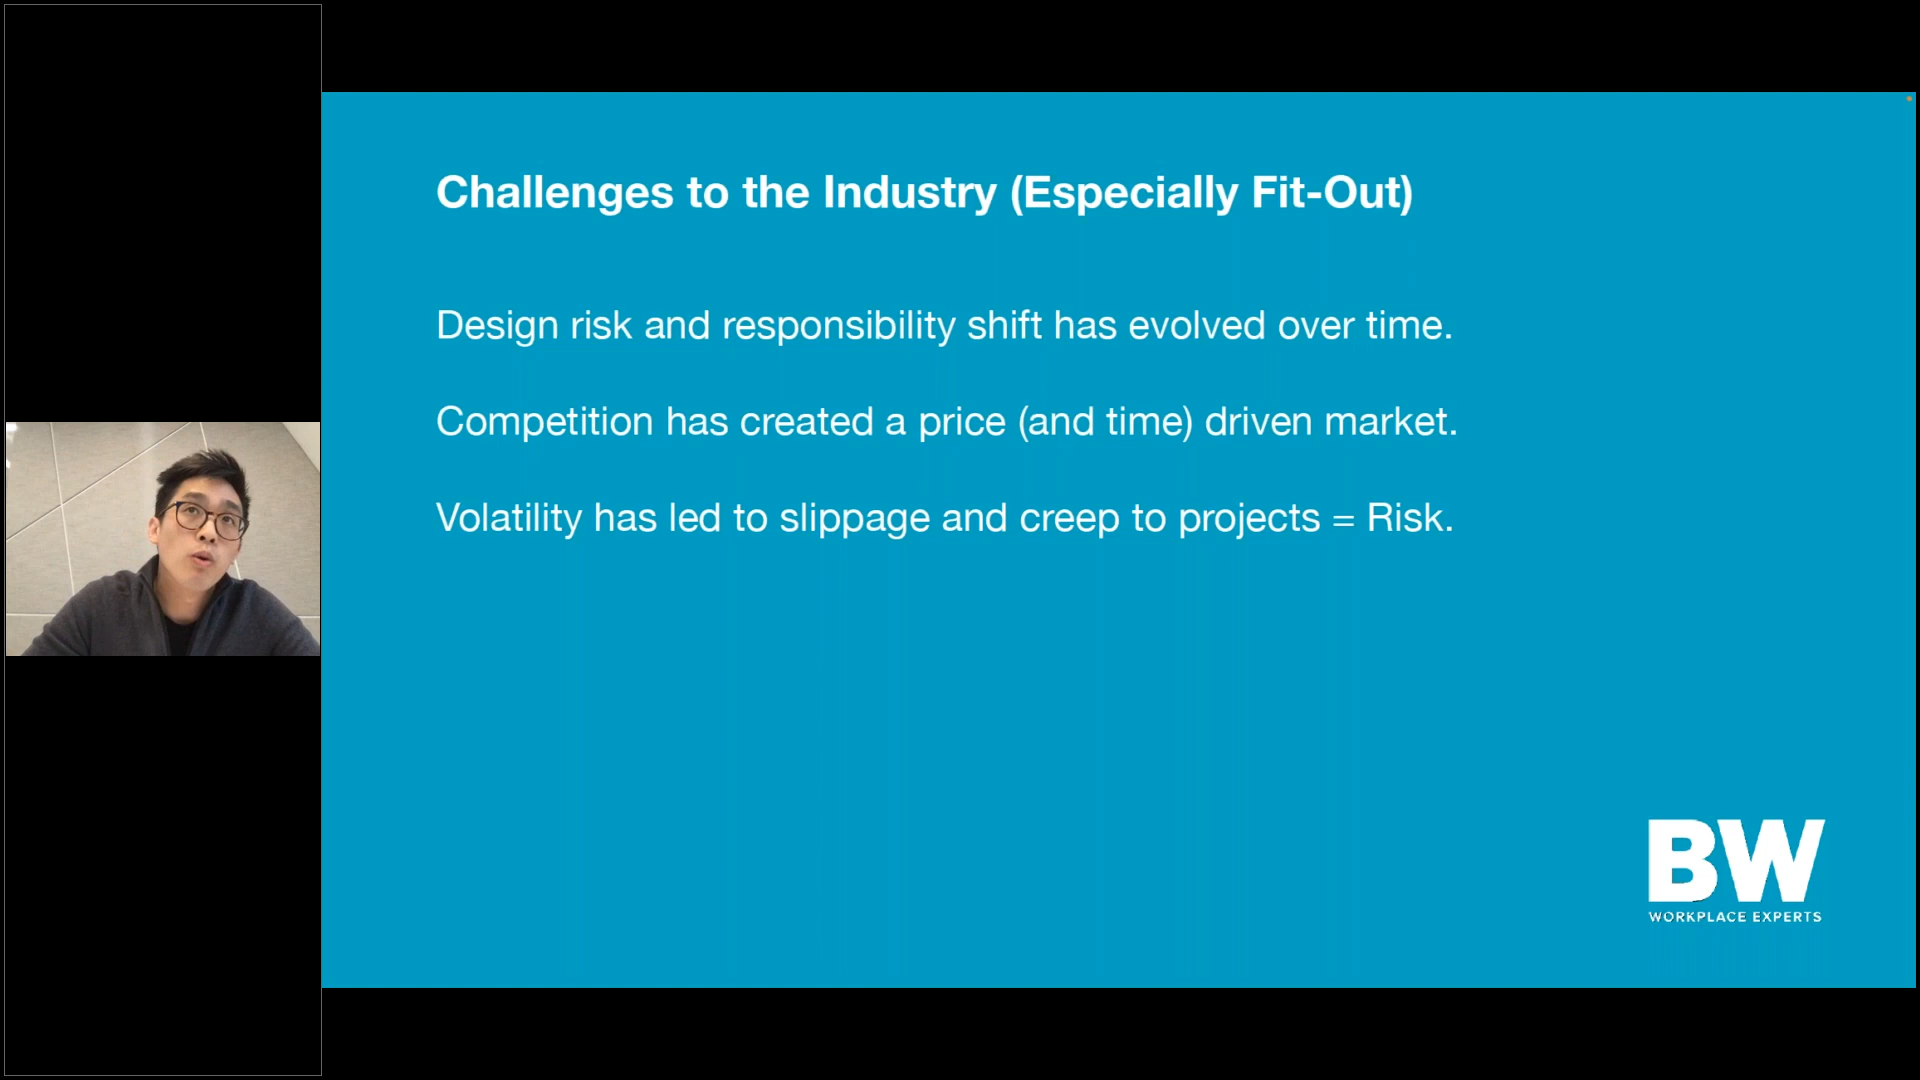 Challenges to the Industry (Especially Fit-Out)
Design risk and responsibility shift has evolved over time.
Competition has created a price (and time) driven market.
Volatility has led to slippage and creep to projects = Risk.
BW
WORKPLACE EXPERTS